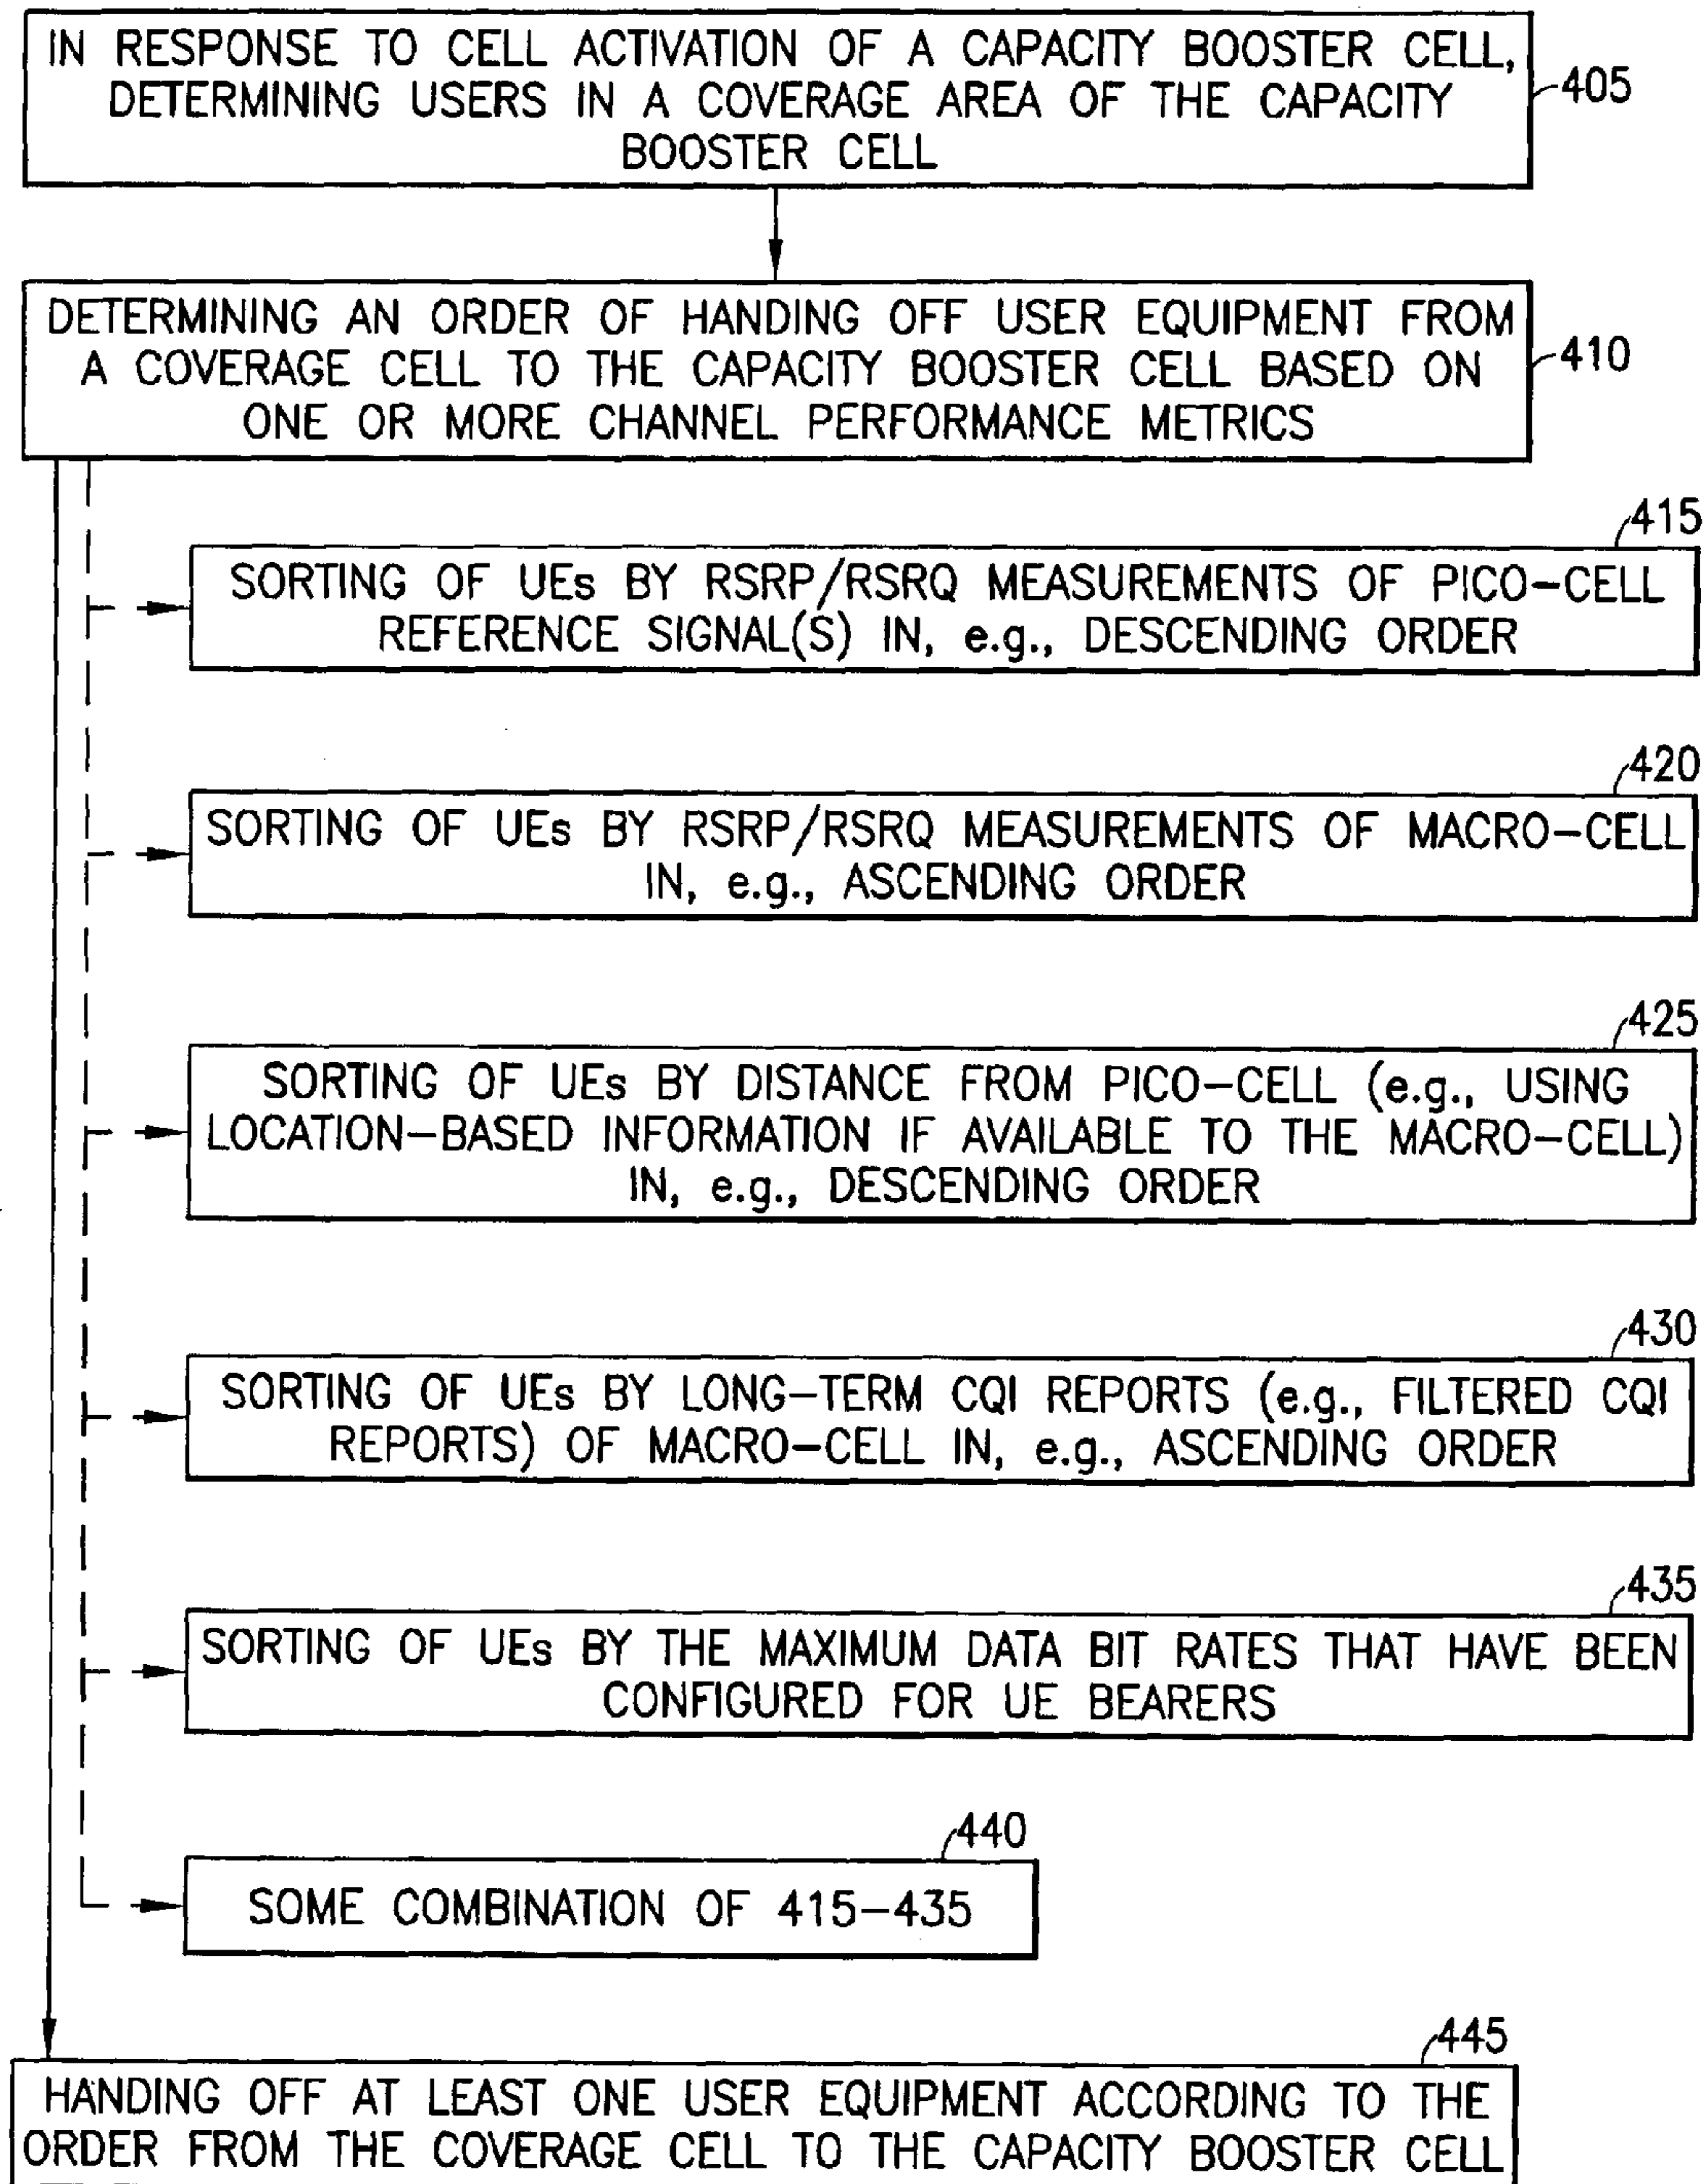 IN RESPONSE TO CELL ACTIVATION OF A CAPACITY BOOSTER CELL,
DETERMINING USERS IN A COVERAGE AREA OF THE CAPACITY
BOOSTER CELL
405
DETERMINING AN ORDER OF HANDING OFF USER EQUIPMENT FROM
A COVERAGE CELL TO THE CAPACITY BOOSTER CELL BASED ON
ONE OR MORE CHANNEL PERFORMANCE METRICS
410
415
SORTING OF UEs BY RSRP/RSRQ MEASUREMENTS OF PICO-CELL
REFERENCE SIGNAL(S) IN, e.g., DESCENDING ORDER
420
SORTING OF UEs BY RSRP/RSRQ MEASUREMENTS OF MACRO-CELL
IN, e.g., ASCENDING ORDER
425
SORTING OF UEs BY DISTANCE FROM PICO-CELL (e.g., USING
LOCATION-BASED INFORMATION IF AVAILABLE TO THE MACRO-CELL)
IN, e.g., DESCENDING ORDER
430
SORTING OF UEs BY LONG-TERM CQI REPORTS (e.g., FILTERED CQI
REPORTS) OF MACRO-CELL IN, e.g., ASCENDING ORDER
435
SORTING OF UEs BY THE MAXIMUM DATA BIT RATES THAT HAVE BEEN
CONFIGURED FOR UE BEARERS
440
SOME COMBINATION OF 415-435
445
HANDING OFF AT LEAST ONE USER EQUIPMENT ACCORDING TO THE
ORDER FROM THE COVERAGE CELL TO THE CAPACITY BOOSTER CELL